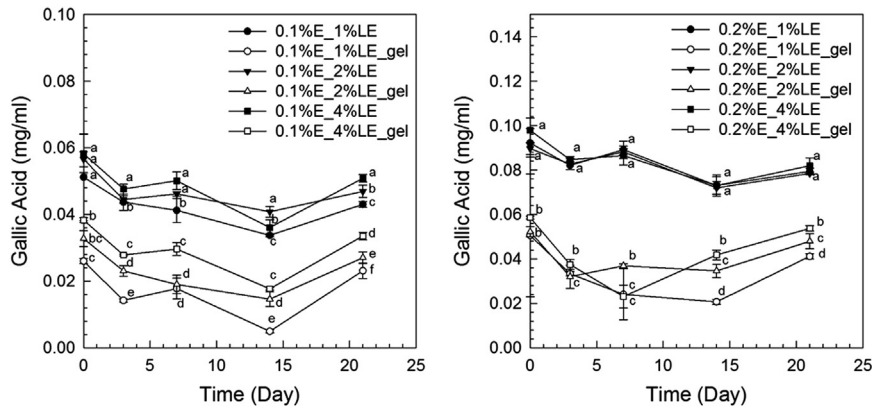 0.10
0.08
0.06
0.04
0.02
0.00
Gallic Acid (mg/ml)
0.1%E_1%LE
0.1%E_1%LE_gel
0.1%E_2%LE
0.1%E_2%LE_gel
0.1%E_4%LE
0.1%E_4%LE_gel
a
a
a
a
a
b
a
b
c
a
b
c
b
bc
c
c
d
e
c
d
d
c
d
e
d
e
f
0 5 10 15 20 25
Time (Day)
0.14
0.12
0.10
0.08
0.06
0.04
0.02
0.00
Gallic Acid (mg/ml)
0.2%E_1%LE
0.2%E_1%LE_gel
0.2%E_2%LE
0.2%E_2%LE_gel
0.2%E_4%LE
0.2%E_4%LE_gel
a
a
a
a
a
a
a
a
a
a
a
b
b
b
c
b
c
c
b
c
d
b
c
d
0 5 10 15 20 25
Time (Day)